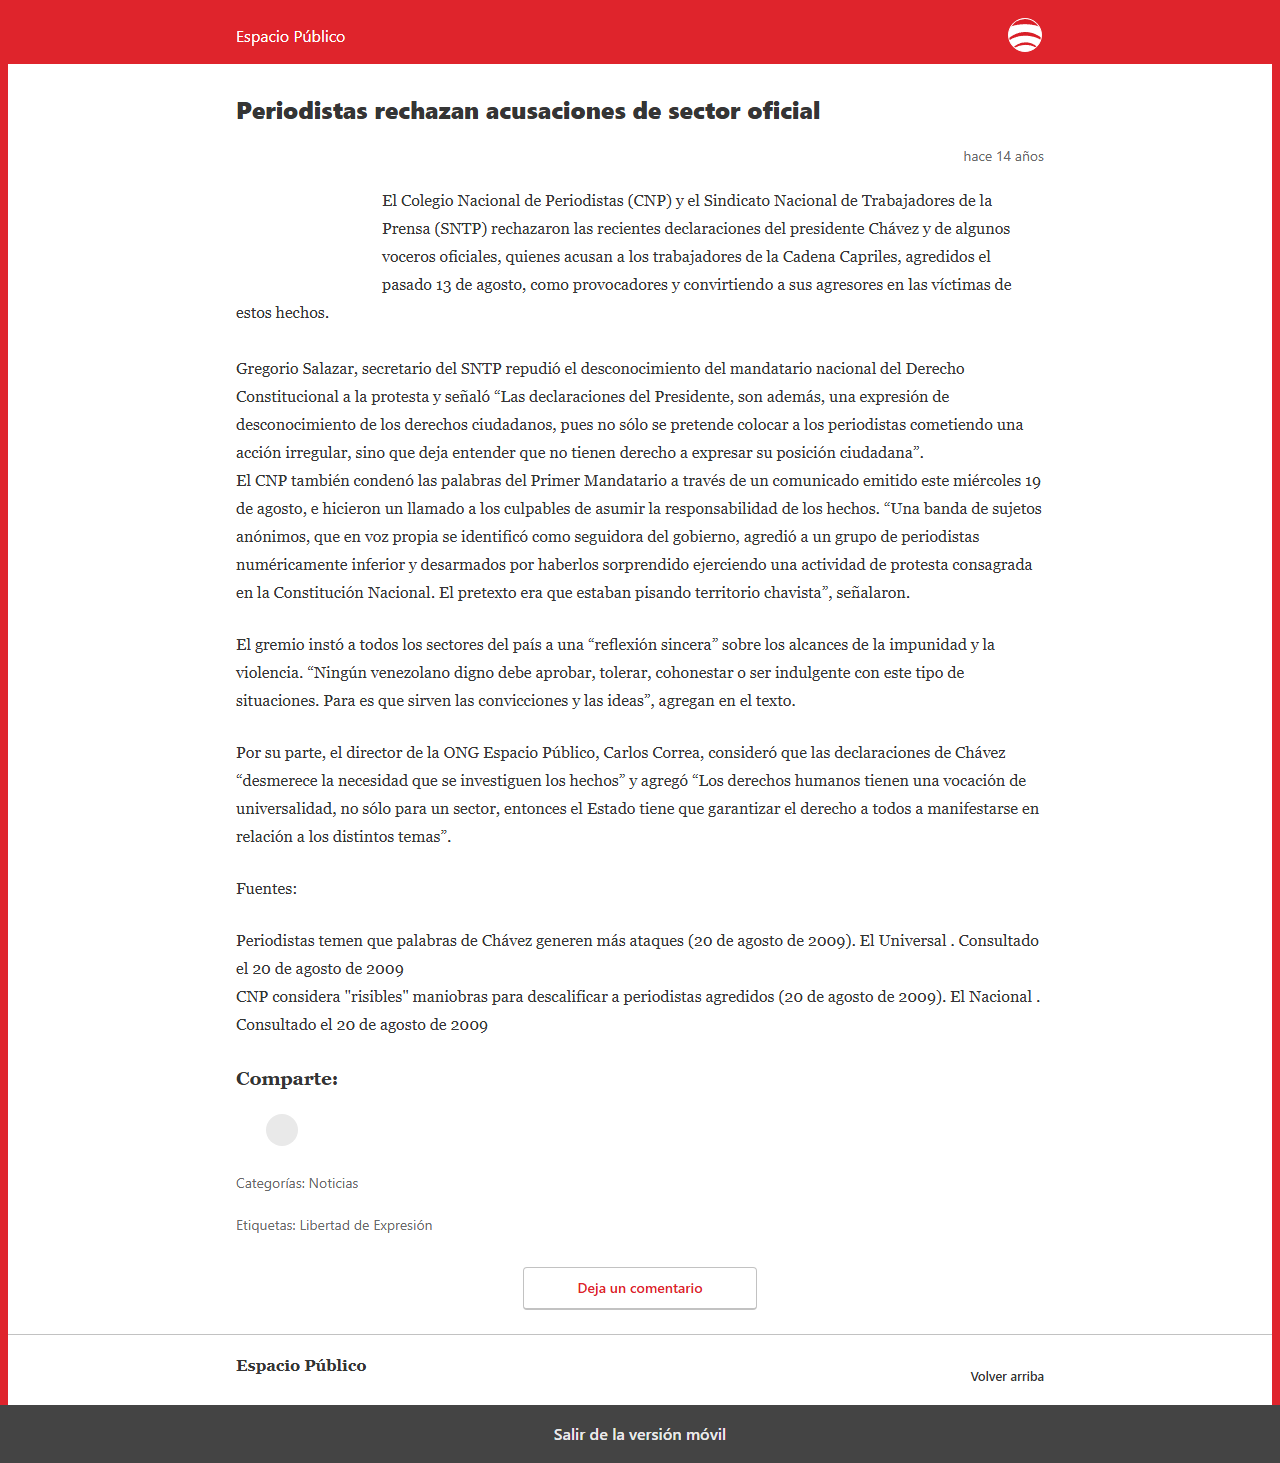 Espacio Público
Periodistas rechazan acusaciones de sector oficial
hace 14 años
El Colegio Nacional de Periodistas (CNP) y el Sindicato Nacional de Trabajadores de la
Prensa (SNTP) rechazaron las recientes declaraciones del presidente Chávez y de algunos
voceros oficiales, quienes acusan a los trabajadores de la Cadena Capriles, agredidos el
pasado 13 de agosto, como provocadores y convirtiendo a sus agresores en las víctimas de
estos hechos.
Gregorio Salazar, secretario del SNTP repudió el desconocimiento del mandatario nacional del Derecho
Constitucional a la protesta y señaló “Las declaraciones del Presidente, son además, una expresión de
desconocimiento de los derechos ciudadanos, pues no sólo se pretende colocar a los periodistas cometiendo una
acción irregular, sino que deja entender que no tienen derecho a expresar su posición ciudadana”.
El CNP también condenó las palabras del Primer Mandatario a través de un comunicado emitido este miércoles 19
de agosto, e hicieron un llamado a los culpables de asumir la responsabilidad de los hechos. “Una banda de sujetos
anónimos, que en voz propia se identificó como seguidora del gobierno, agredió a un grupo de periodistas
numéricamente inferior y desarmados por haberlos sorprendido ejerciendo una actividad de protesta consagrada
en la Constitución Nacional. El pretexto era que estaban pisando territorio chavista”, señalaron.
El gremio instó a todos los sectores del país a una “reflexión sincera” sobre los alcances de la impunidad y la
violencia. “Ningún venezolano digno debe aprobar, tolerar, cohonestar o ser indulgente con este tipo de
situaciones. Para es que sirven las convicciones y las ideas”, agregan en el texto.
Por su parte, el director de la ONG Espacio Público, Carlos Correa, consideró que las declaraciones de Chávez
“desmerece la necesidad que se investiguen los hechos” y agregó “Los derechos humanos tienen una vocación de
universalidad, no sólo para un sector, entonces el Estado tiene que garantizar el derecho a todos a manifestarse en
relación a los distintos temas”.
Fuentes:
Periodistas temen que palabras de Chávez generen más ataques (20 de agosto de 2009). El Universal . Consultado
el 20 de agosto de 2009
CNP considera "risibles" maniobras para descalificar a periodistas agredidos (20 de agosto de 2009). El Nacional .
Consultado el 20 de agosto de 2009
Comparte:
Categorías: Noticias
Etiquetas: Libertad de Expresión
Deja un comentario
Espacio Público
Volver arriba
Salir de la versión móvil